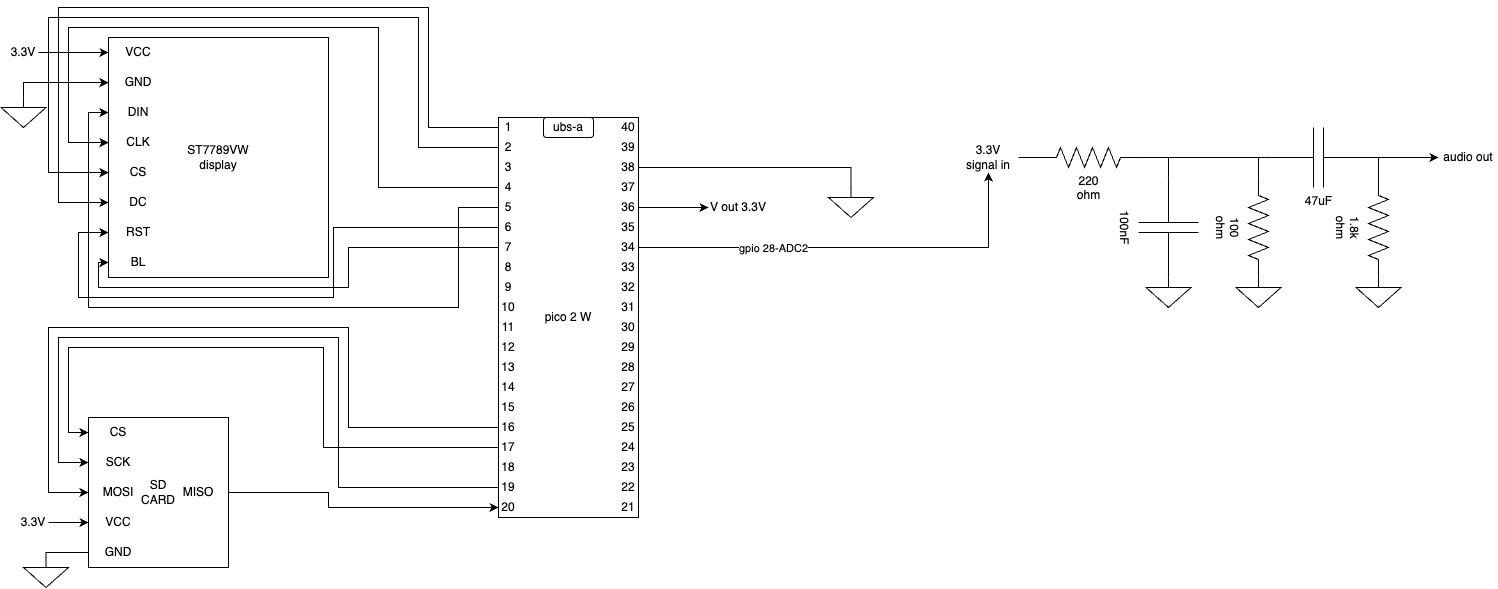 3.3V
VCC
GND
DIN
CLK
CS
DC
RST
BL
ST7789VW
display
ubs-a
pico 2 W
1
2
3
4
5
6
7
8
9
10
11
12
13
14
15
16
17
18
19
20
40
39
38
37
36
35
34
33
32
31
30
29
28
27
26
25
24
23
22
21
V out 3.3V
gpio 28-ADC2
3.3V
signal in
220
ohm
100nF
100
ohm
47uF
1.8k
ohm
audio out
CS
SCK
MOSI
SD
CARD
MISO
3.3V
VCC
GND